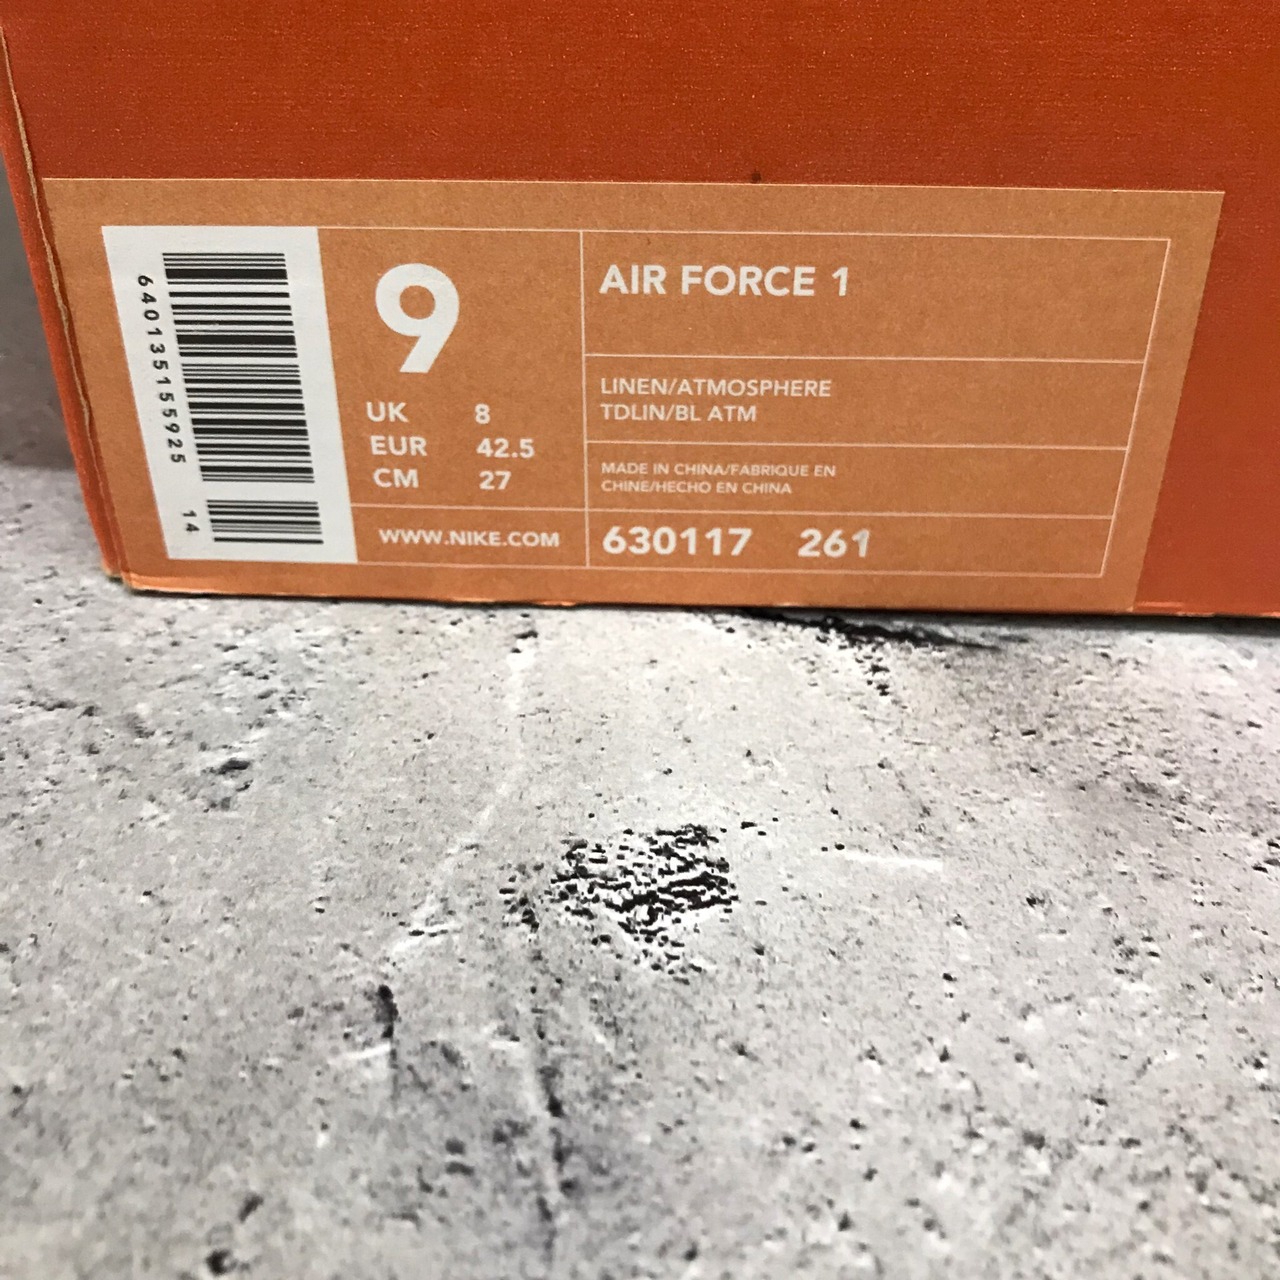 640135155925 14
9
UK 8
EUR 42.5
CM 27
WWW.NIKE.COM
AIR FORCE 1
LINEN/ATMOSPHERE
TDLIN/BL ATM
MADE IN CHINA/FABRIQUE EN
CHINE/HECHO EN CHINA
630117 261